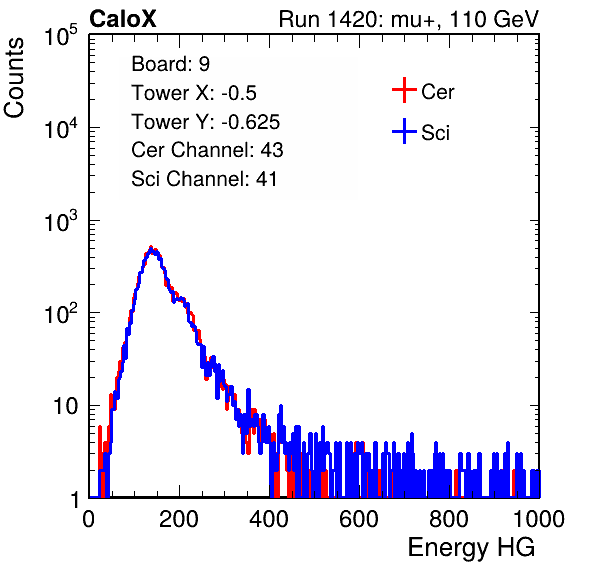 CaloX
Run 1420: mu+, 110 GeV
Counts
Board: 9
Tower X: -0.5
Tower Y: -0.625
Cer Channel: 43
Sci Channel: 41
Cer
Sci
10^5
10^4
10^3
10^2
10
1
0 200 400 600 800 1000
Energy HG